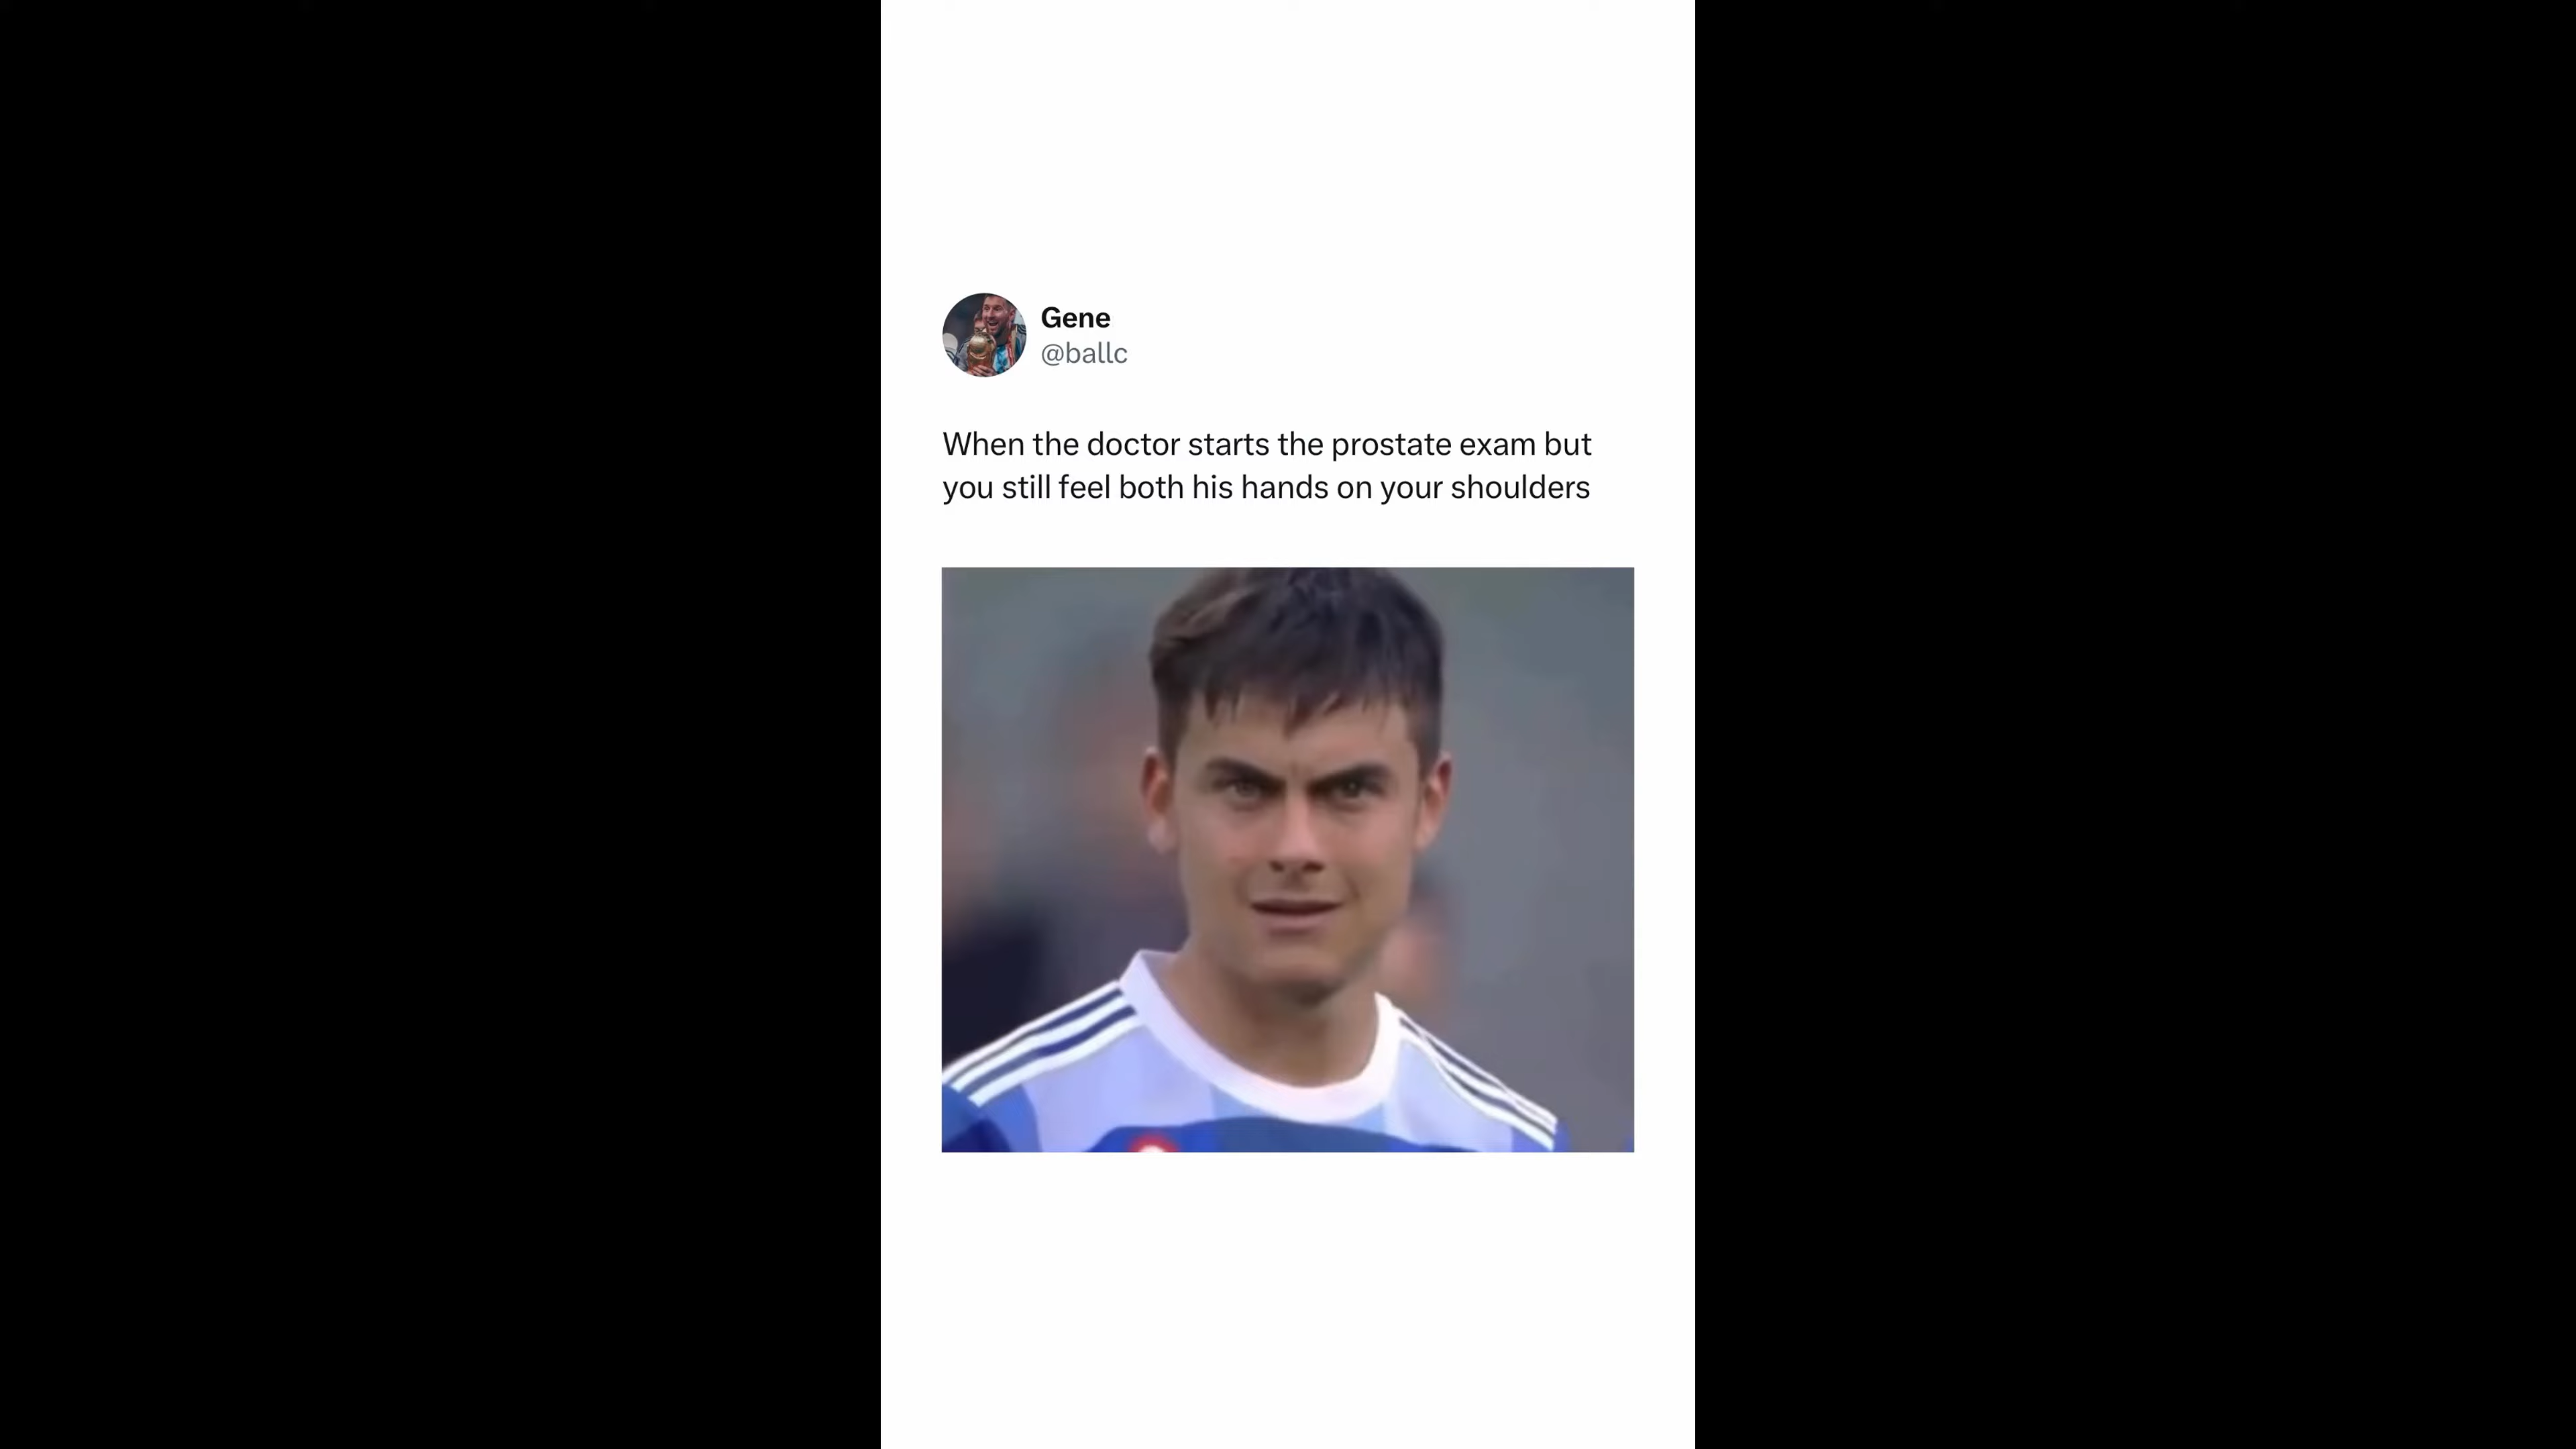 Gene
@ballc
When the doctor starts the prostate exam but
you still feel both his hands on your shoulders